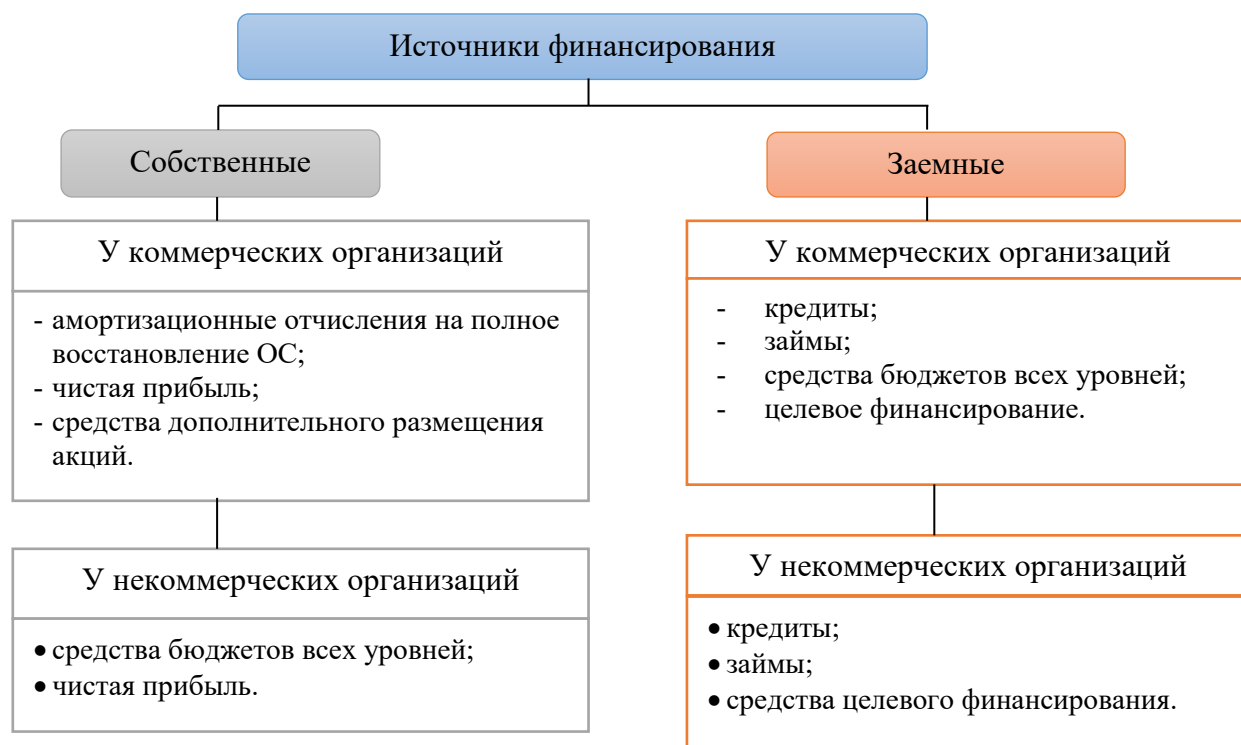 Источники финансирования
Собственные
У коммерческих организаций
- амортизационные отчисления на полное
восстановление ОС;
- чистая прибыль;
- средства дополнительного размещения
акций.
У некоммерческих организаций
• средства бюджетов всех уровней;
• чистая прибыль.
Заемные
У коммерческих организаций
- кредиты;
- займы;
- средства бюджетов всех уровней;
- целевое финансирование.
У некоммерческих организаций
• кредиты;
• займы;
• средства целевого финансирования.